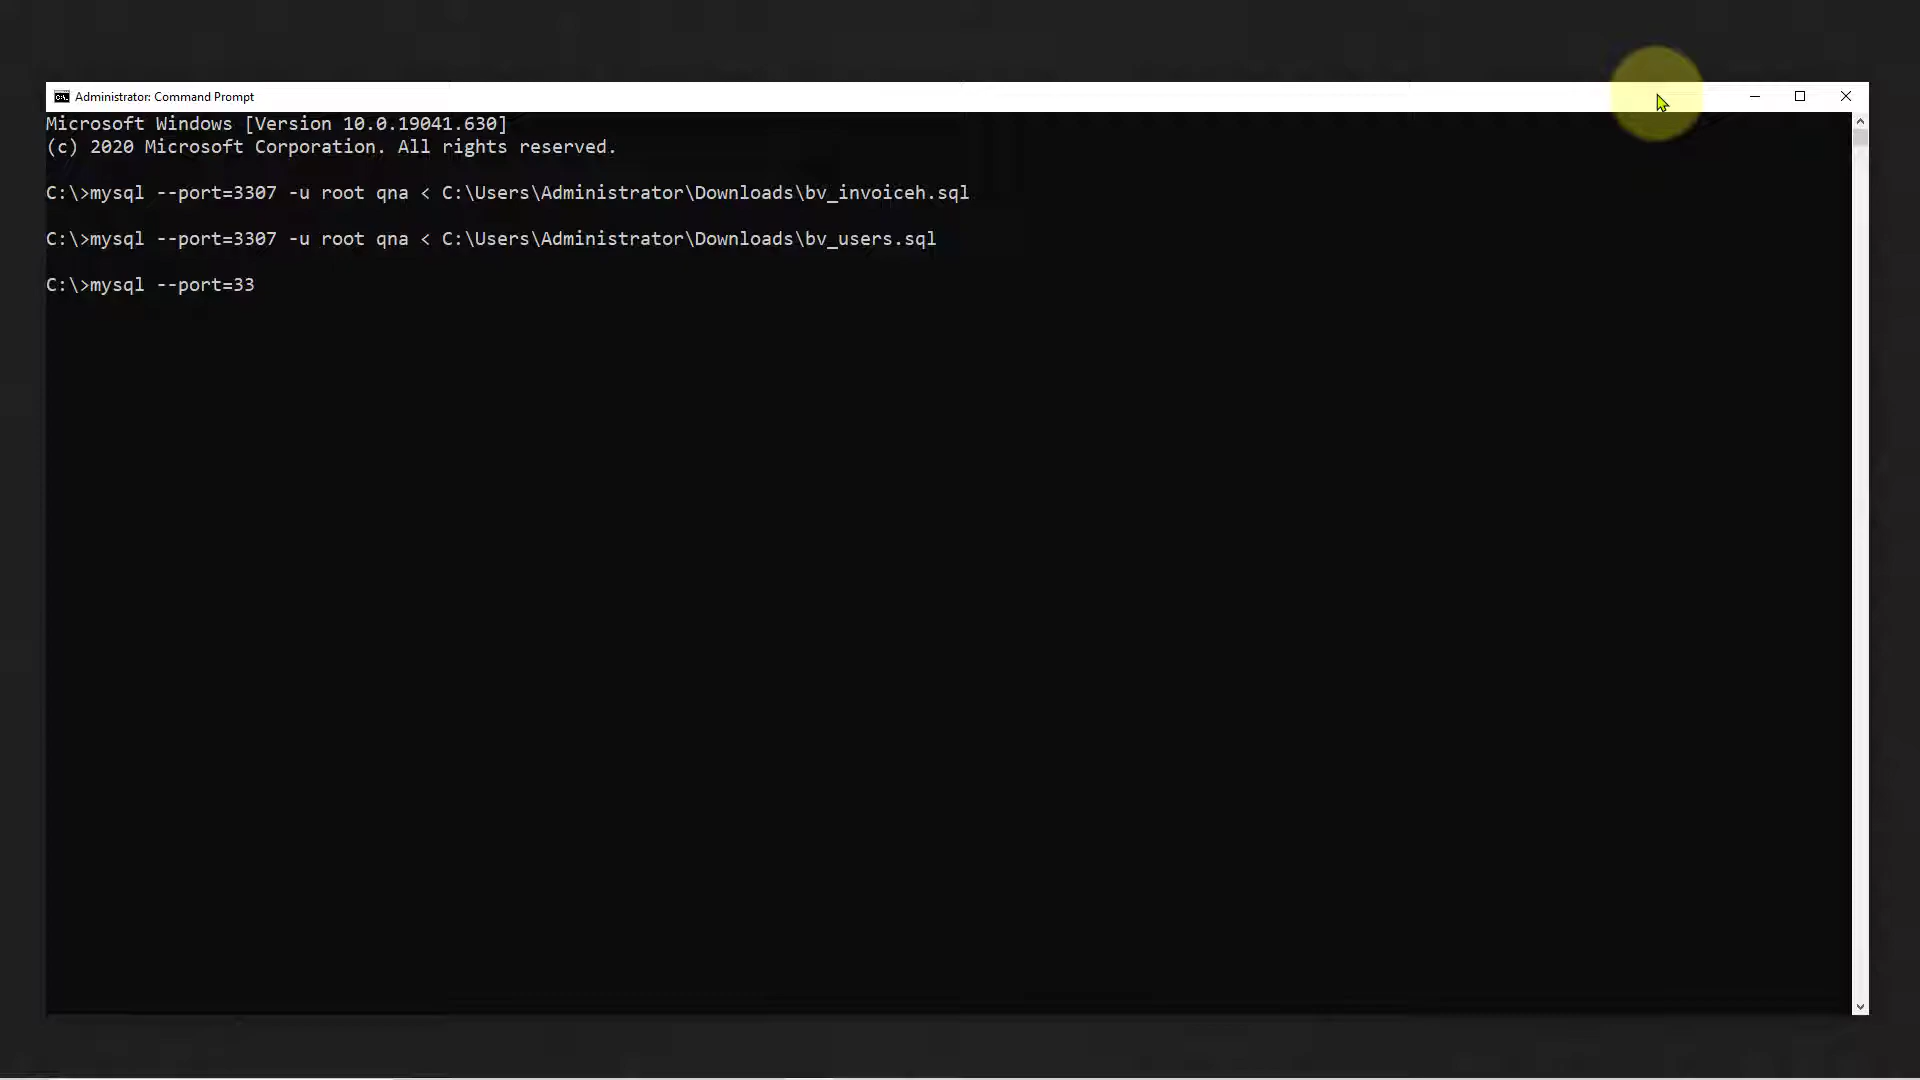 Administrator: Command Prompt
Microsoft Windows [Version 10.0.19041.630]
(c) 2020 Microsoft Corporation. All rights reserved.
C:\>mysql --port=3307 -u root qna < C:\Users\Administrator\Downloads\bv_invoiceh.sql
C:\>mysql --port=3307 -u root qna < C:\Users\Administrator\Downloads\bv_users.sql
C:\>mysql --port=33